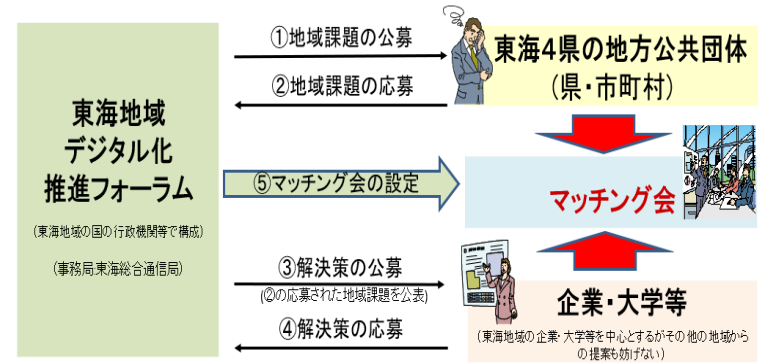 東海地域
デジタル化
推進フォーラム
(東海地域の国の行政機関等で構成)
(事務局:東海総合通信局)
①地域課題の公募
②地域課題の応募
⑤マッチング会の設定
③解決策の公募
(②の応募された地域課題を公表)
④解決策の応募
東海4県の地方公共団体
(県・市町村)
マッチング会
企業・大学等
(東海地域の企業・大学等を中心とするがその他の地域から
の提案も妨げない)